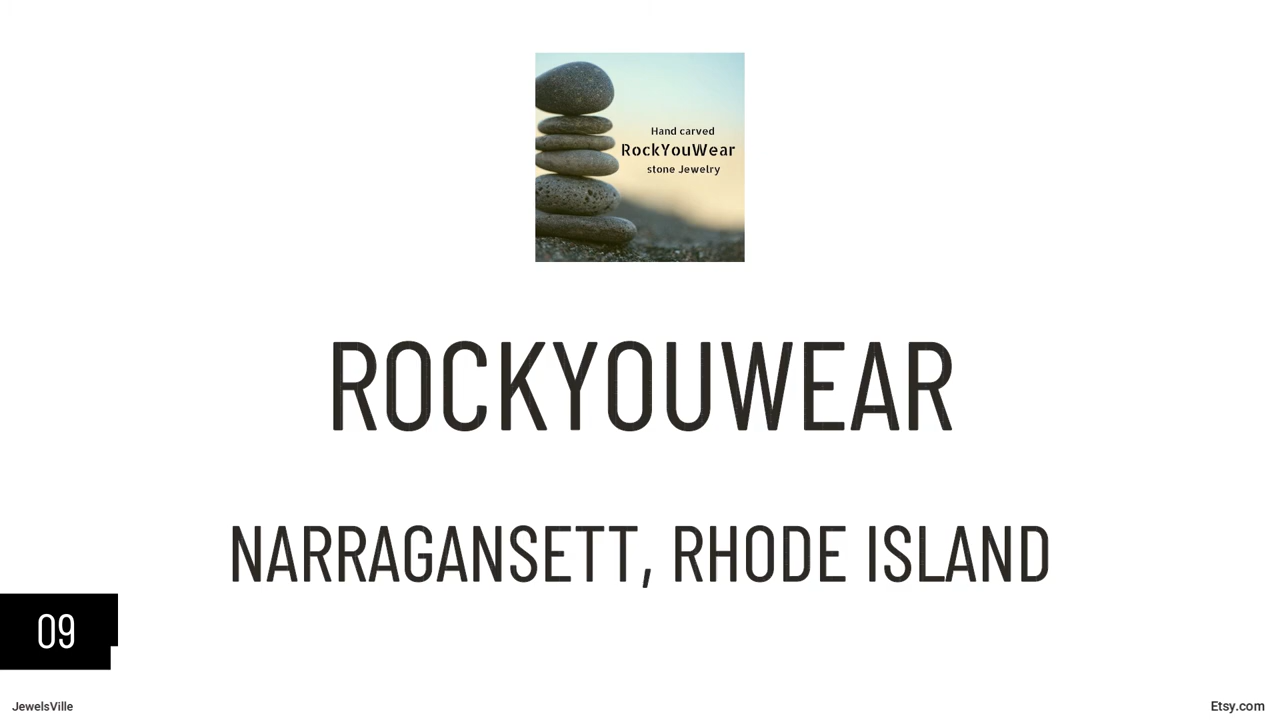 Hand carved
RockYouWear
stone Jewelry
ROCKYOUWEAR
NARRAGANSETT, RHODE ISLAND
09
JewelsVille
Etsy.com